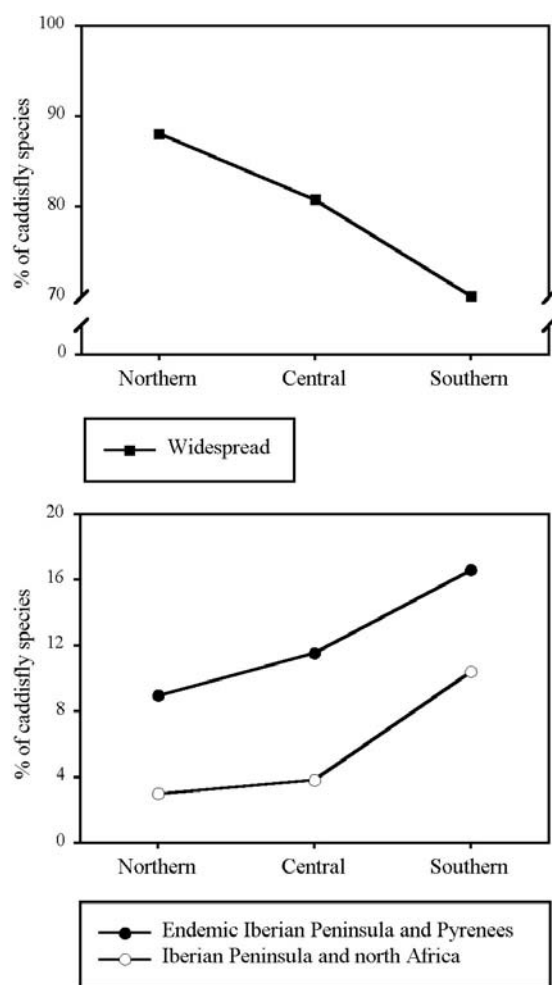 100
90
80
70
0
% of caddisfly species
Northern Central Southern
Widespread
20
16
12
8
4
0
% of caddisfly species
Northern Central Southern
Endemic Iberian Peninsula and Pyrenees
Iberian Peninsula and north Africa